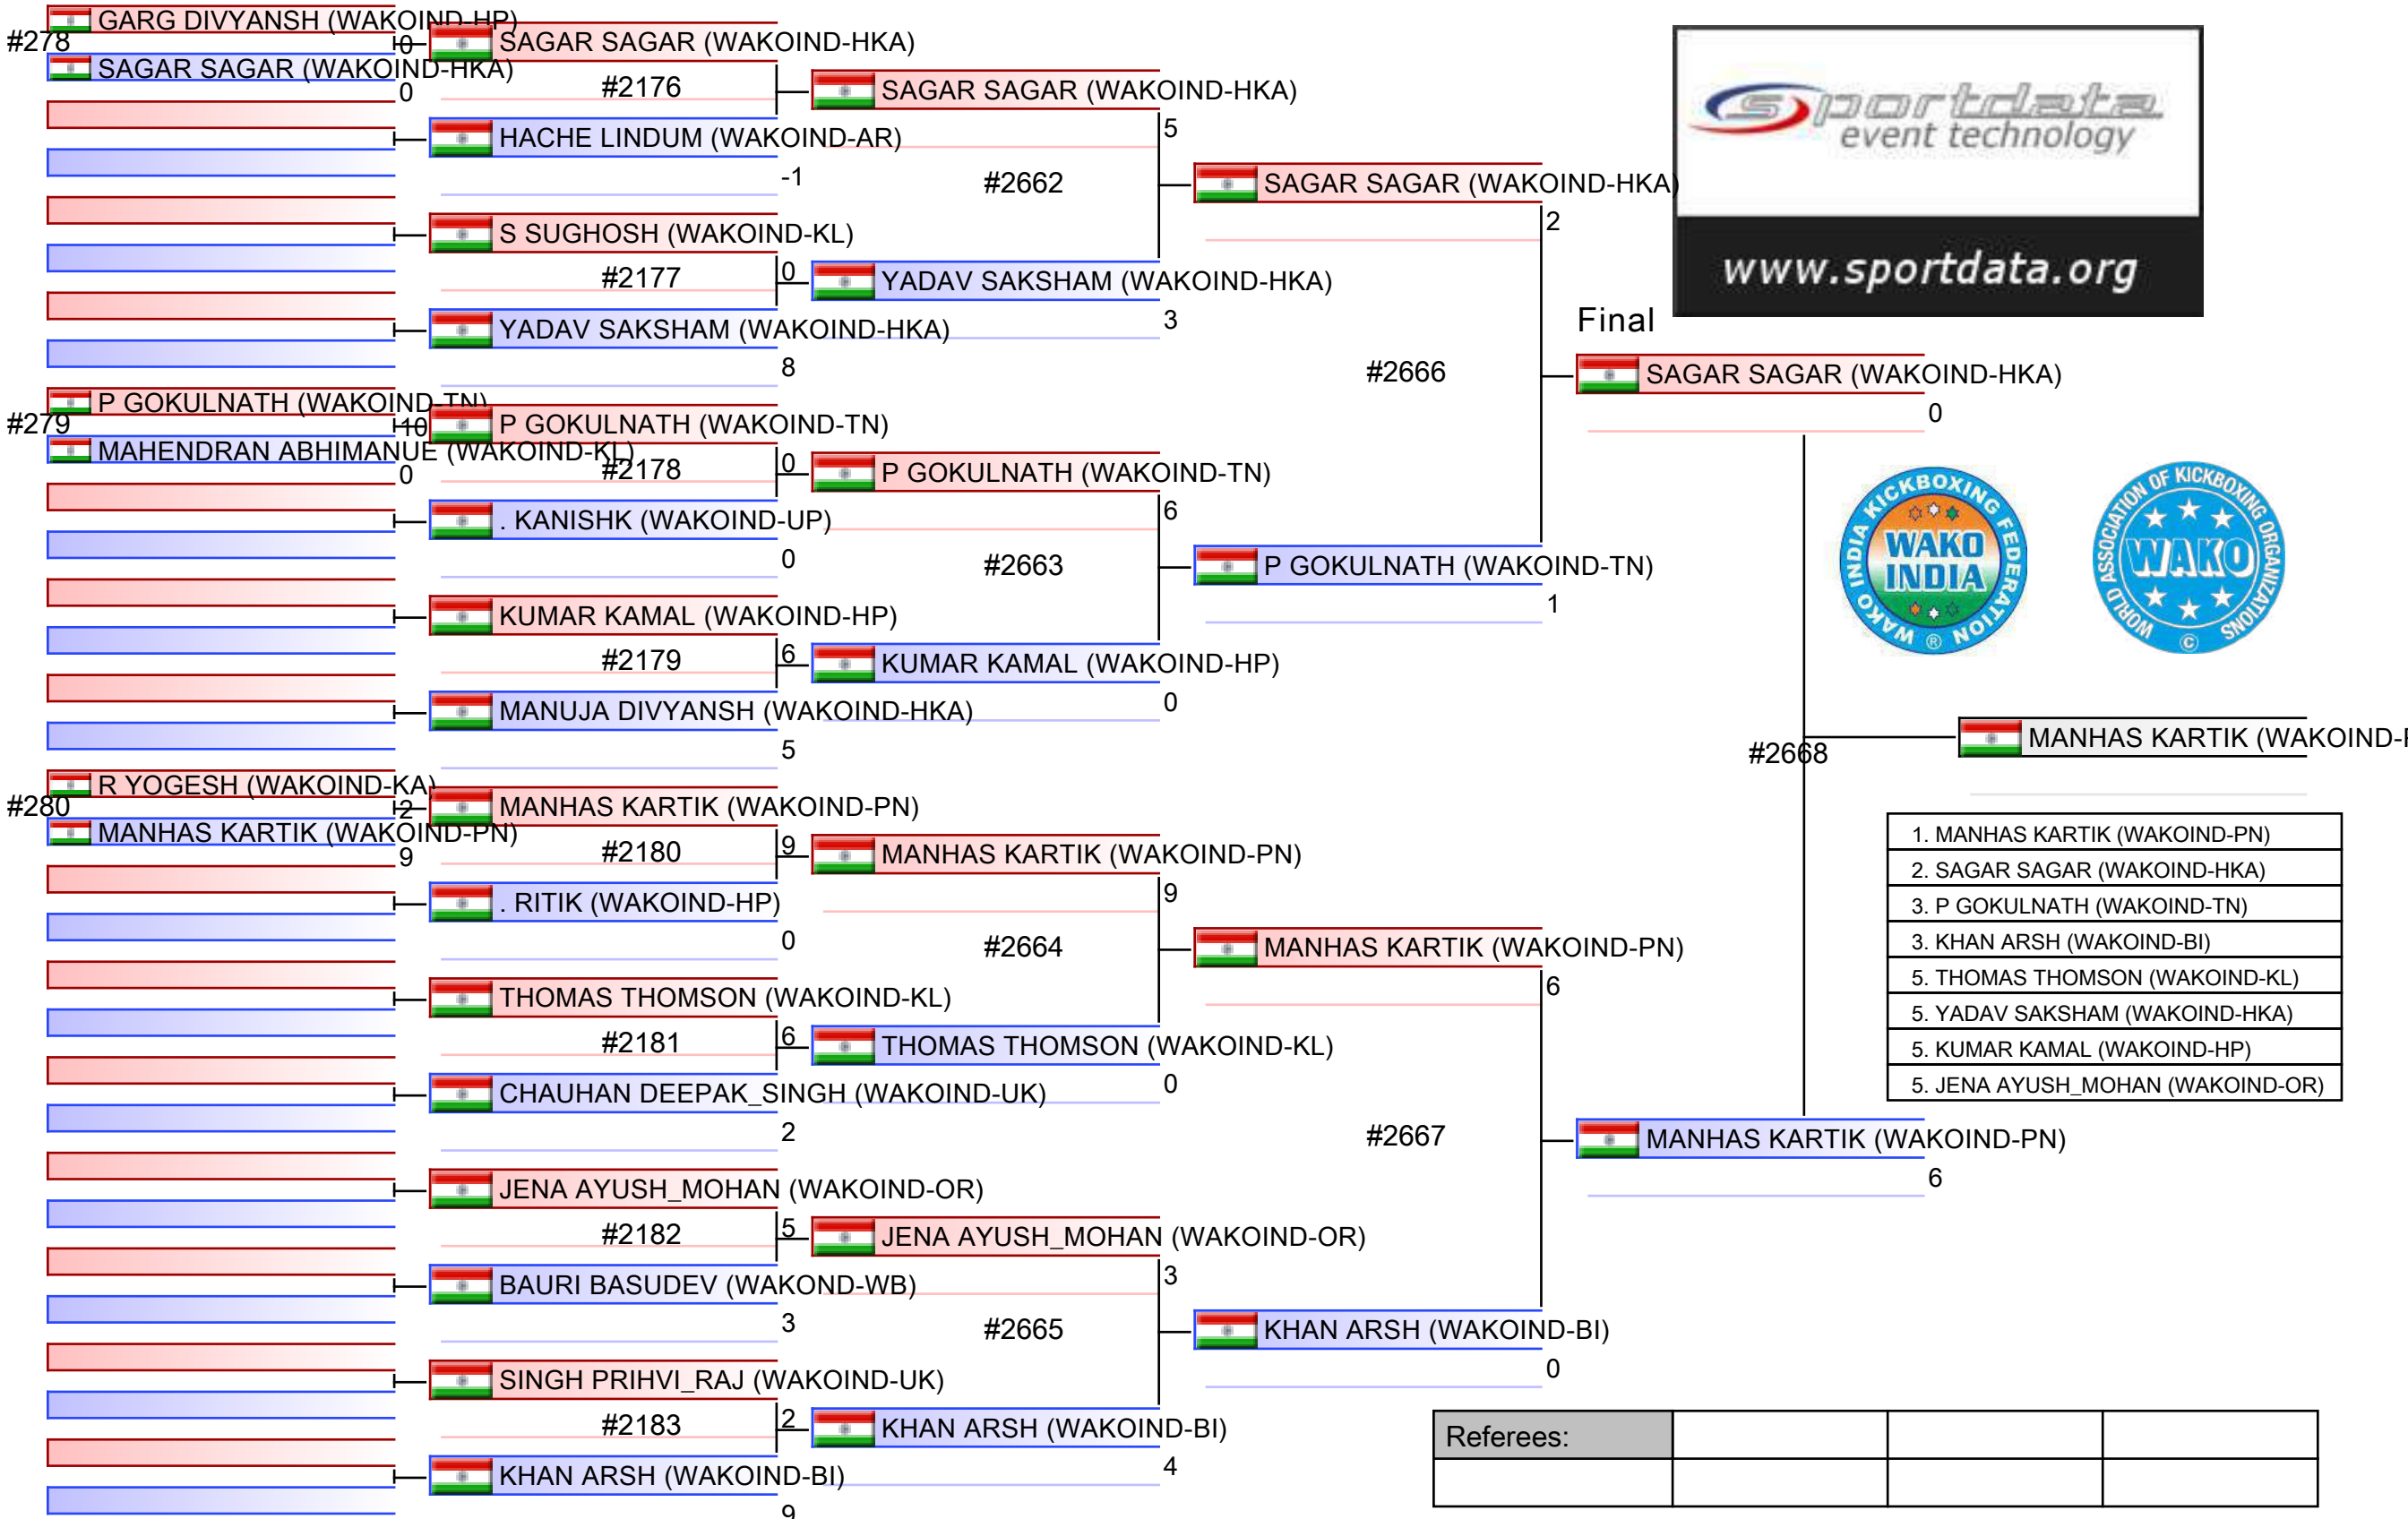 GARG DIVYANSH (WAKOIND-HP)
#278
0
SAGAR SAGAR (WAKOIND-HKA)
0
P GOKULNATH (WAKOIND-TN)
#279
10
MAHENDRAN ABHIMANUE (WAKOIND-KL)
0
R YOGESH (WAKOIND-KA)
#280
2
MANHAS KARTIK (WAKOIND-PN)
9
SAGAR SAGAR (WAKOIND-HKA)
#2176
HACHE LINDUM (WAKOIND-AR)
-1
S SUGHOSH (WAKOIND-KL)
#2177
0
YADAV SAKSHAM (WAKOIND-HKA)
8
P GOKULNATH (WAKOIND-TN)
#2178
0
. KANISHK (WAKOIND-UP)
0
KUMAR KAMAL (WAKOIND-HP)
#2179
6
MANUJA DIVYANSH (WAKOIND-HKA)
5
MANHAS KARTIK (WAKOIND-PN)
#2180
9
. RITIK (WAKOIND-HP)
0
THOMAS THOMSON (WAKOIND-KL)
#2181
6
CHAUHAN DEEPAK_SINGH (WAKOIND-UK)
2
JENA AYUSH_MOHAN (WAKOIND-OR)
#2182
5
BAURI BASUDEV (WAKOND-WB)
3
SINGH PRIHVI_RAJ (WAKOIND-UK)
#2183
2
KHAN ARSH (WAKOIND-BI)
9
SAGAR SAGAR (WAKOIND-HKA)
5
#2662
YADAV SAKSHAM (WAKOIND-HKA)
3
P GOKULNATH (WAKOIND-TN)
6
#2663
KUMAR KAMAL (WAKOIND-HP)
0
MANHAS KARTIK (WAKOIND-PN)
9
#2664
THOMAS THOMSON (WAKOIND-KL)
0
JENA AYUSH_MOHAN (WAKOIND-OR)
3
#2665
KHAN ARSH (WAKOIND-BI)
4
SAGAR SAGAR (WAKOIND-HKA)
2
#2666
P GOKULNATH (WAKOIND-TN)
1
MANHAS KARTIK (WAKOIND-PN)
6
#2667
KHAN ARSH (WAKOIND-BI)
0
Final
SAGAR SAGAR (WAKOIND-HKA)
0
#2668
MANHAS KARTIK (WAKOIND-PN)
6
sportdata
event technology
www.sportdata.org
WAKO INDIA KICKBOXING FEDERATION ®
WAKO
INDIA
WORLD ASSOCIATION OF KICKBOXING ORGANIZATIONS ©
WAKO
MANHAS KARTIK (WAKOIND-
1. MANHAS KARTIK (WAKOIND-PN)
2. SAGAR SAGAR (WAKOIND-HKA)
3. P GOKULNATH (WAKOIND-TN)
3. KHAN ARSH (WAKOIND-BI)
5. THOMAS THOMSON (WAKOIND-KL)
5. YADAV SAKSHAM (WAKOIND-HKA)
5. KUMAR KAMAL (WAKOIND-HP)
5. JENA AYUSH_MOHAN (WAKOIND-OR)
Referees: